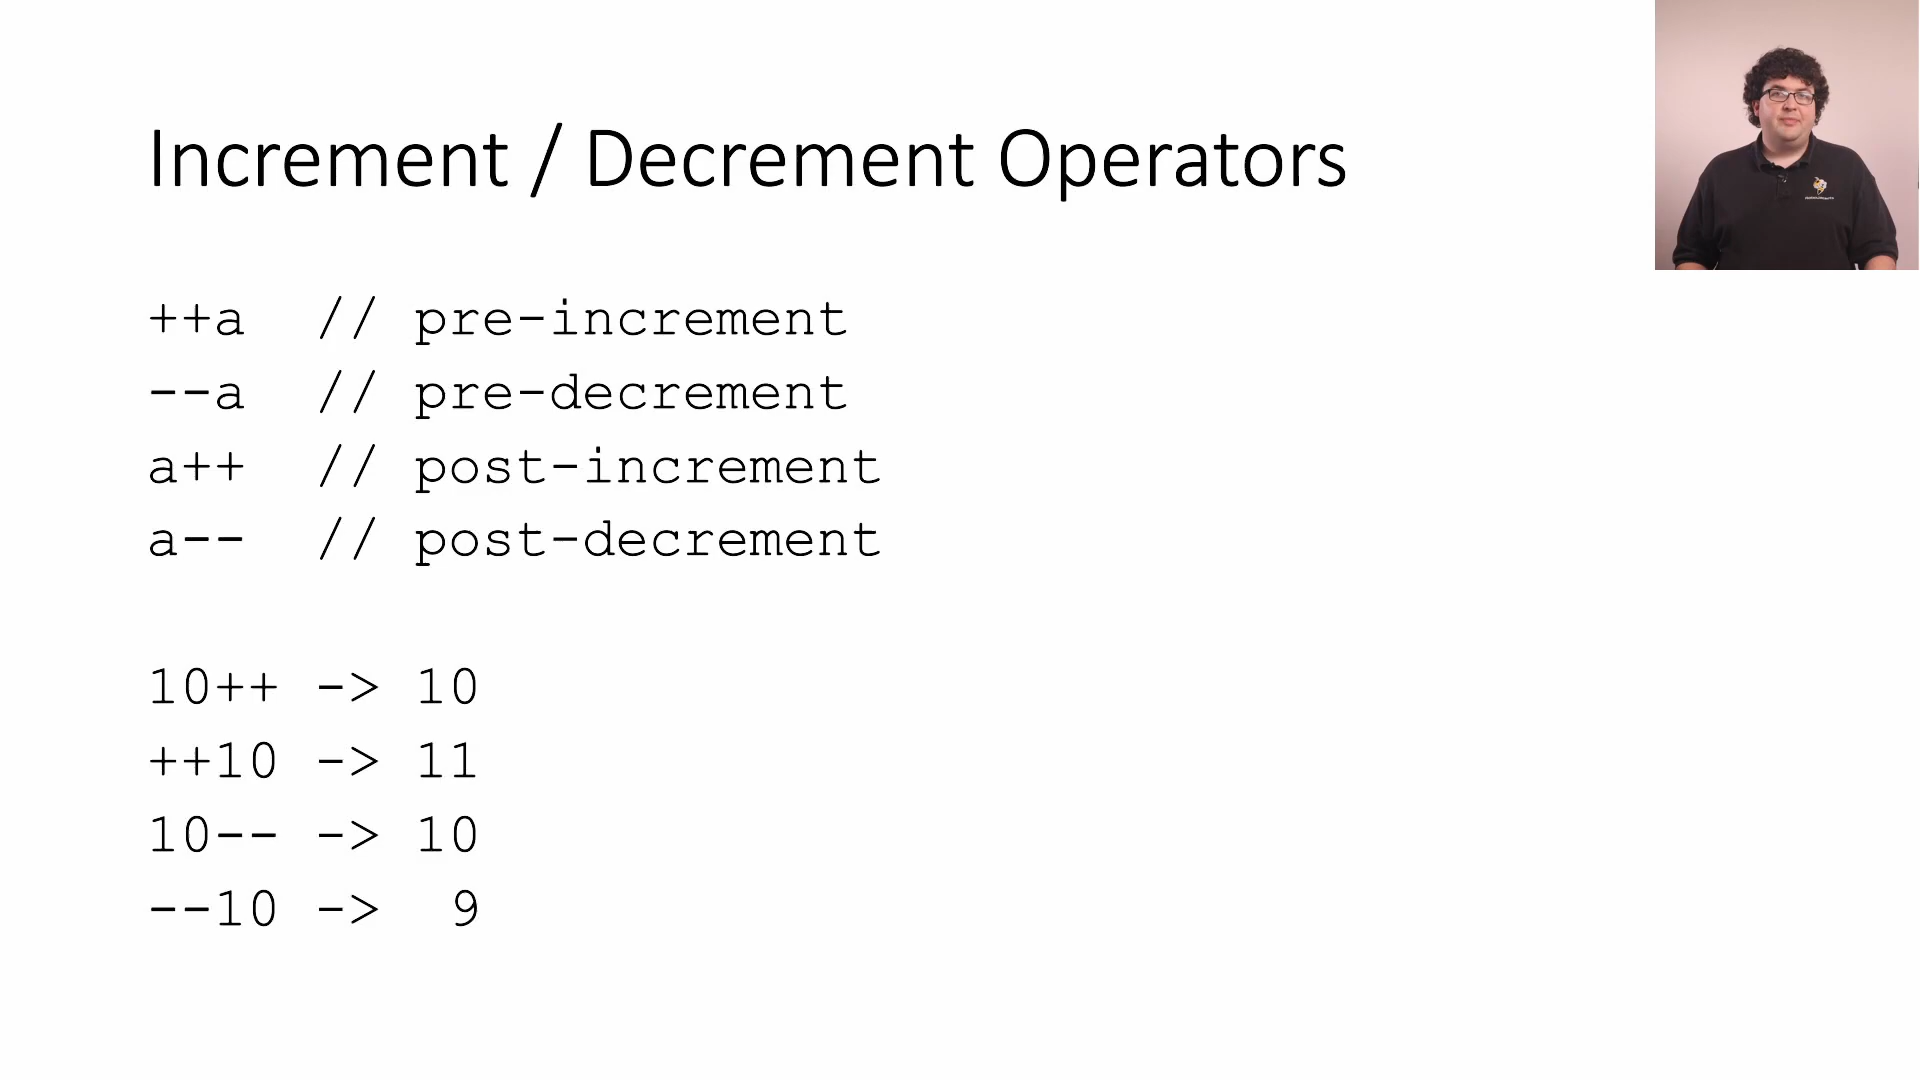 Increment / Decrement Operators
++a // pre-increment
--a // pre-decrement
a++ // post-increment
a-- // post-decrement
10++ -> 10
++10 -> 11
10-- -> 10
--10 -> 9